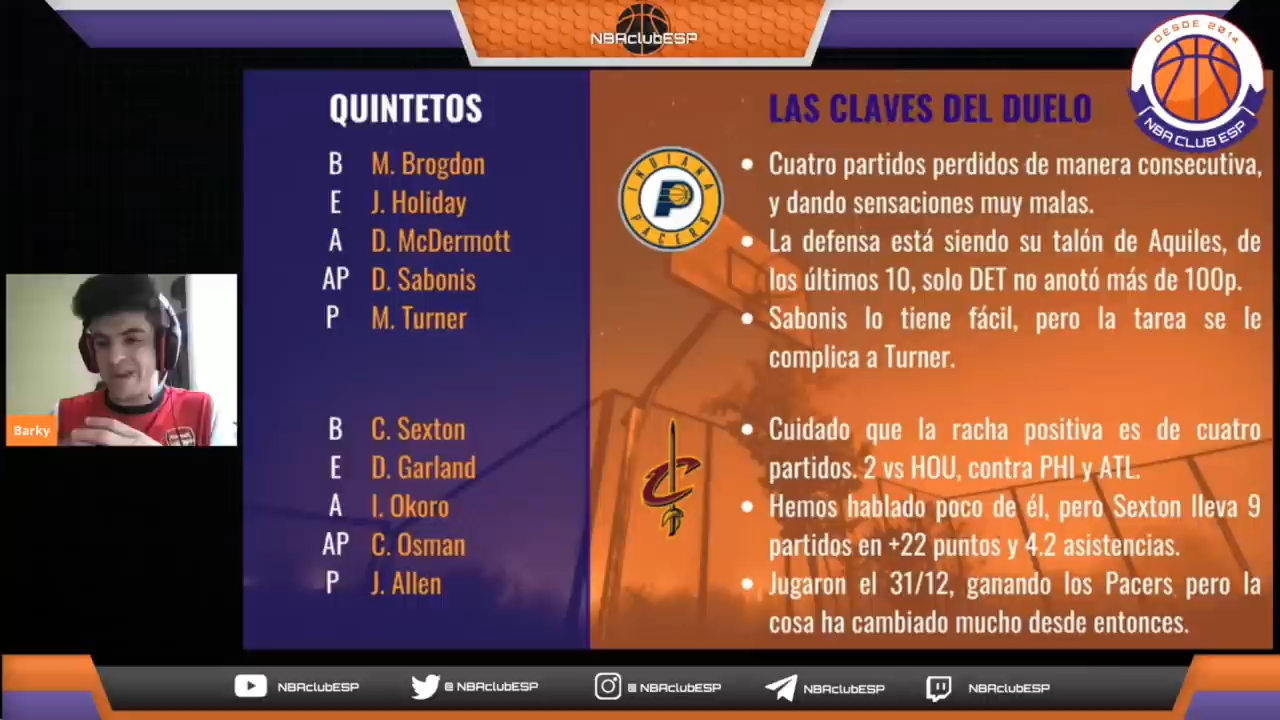 NBAclubESP
DESDE 2014
NBA CLUB ESP
QUINTETOS
B M. Brogdon
E J. Holiday
A D. McDermott
AP D. Sabonis
P M. Turner
B C. Sexton
E D. Garland
A I. Okoro
AP C. Osman
P J. Allen
LAS CLAVES DEL DUELO
INDIANA
PACERS
• Cuatro partidos perdidos de manera consecutiva,
y dando sensaciones muy malas.
• La defensa está siendo su talón de Aquiles, de
los últimos 10, solo DET no anotó más de 100p.
• Sabonis lo tiene fácil, pero la tarea se le
complica a Turner.
• Cuidado que la racha positiva es de cuatro
partidos. 2 vs HOU, contra PHI y ATL.
• Hemos hablado poco de él, pero Sexton lleva 9
partidos en +22 puntos y 4.2 asistencias.
• Jugaron el 31/12, ganando los Pacers pero la
cosa ha cambiado mucho desde entonces.
Barky
NBAclubESP @NBAclubESP @NBAclubESP NBAclubESP NBAclubESP